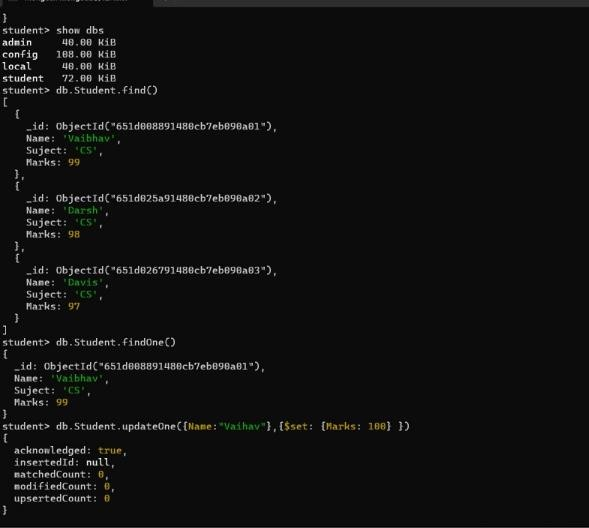 }
student> show dbs
admin 40.00 KiB
config 108.00 KiB
local 40.00 KiB
student 72.00 KiB
student> db.Student.find()
[
{
_id: ObjectId("651d008891480cb7eb090a01"),
Name: 'Vaibhav',
Suject: 'CS',
Marks: 99
},
{
_id: ObjectId("651d025a91480cb7eb090a02"),
Name: 'Darsh',
Suject: 'CS',
Marks: 98
},
{
_id: ObjectId("651d026791480cb7eb090a03"),
Name: 'Davis',
Suject: 'CS',
Marks: 97
}
]
student> db.Student.findOne()
{
_id: ObjectId("651d008891480cb7eb090a01"),
Name: 'Vaibhav',
Suject: 'CS',
Marks: 99
}
student> db.Student.updateOne({Name:"Vaihav"},{$set: {Marks: 100} })
{
acknowledged: true,
insertedId: null,
matchedCount: 0,
modifiedCount: 0,
upsertedCount: 0
}